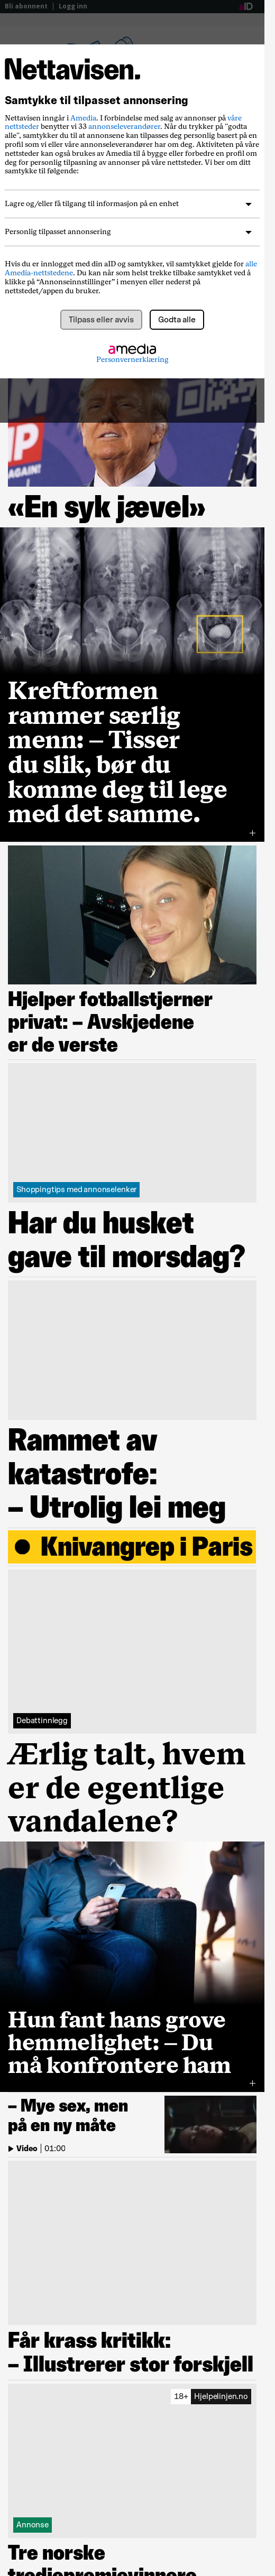 Bli abonnent | Logg inn
aID
Nettavisen.
Samtykke til tilpasset annonsering
Nettavisen inngår i Amedia. I forbindelse med salg av annonser på våre
nettsteder benytter vi 33 annonseleverandører. Når du trykker på "godta
alle", samtykker du til at annonsene kan tilpasses deg personlig basert på en
profil som vi eller våre annonseleverandører har om deg. Aktiviteten på våre
nettsteder kan også brukes av Amedia til å bygge eller forbedre en profil om
deg for personlig tilpasning av annonser på våre nettsteder. Vi ber om ditt
samtykke til følgende:
Lagre og/eller få tilgang til informasjon på en enhet
Personlig tilpasset annonsering
Hvis du er innlogget med din aID og samtykker, vil samtykket gjelde for alle
Amedia-nettstedene. Du kan når som helst trekke tilbake samtykket ved å
klikke på “Annonseinnstillinger” i menyen eller nederst på
nettstedet/appen du bruker.
Tilpass eller avvis
Godta alle
amedia
Personvernerklæring
«En syk jævel»
Kreftformen
rammer særlig
menn: – Tisser
du slik, bør du
komme deg til lege
med det samme.
Hjelper fotballstjerner
privat: – Avskjedene
er de verste
Shoppingtips med annonselenker
Har du husket
gave til morsdag?
Rammet av
katastrofe:
– Utrolig lei meg
Knivangrep i Paris
Debattinnlegg
Ærlig talt, hvem
er de egentlige
vandalene?
Hun fant hans grove
hemmelighet: – Du
må konfrontere ham
– Mye sex, men
på en ny måte
Video | 01:00
Får krass kritikk:
– Illustrerer stor forskjell
18+ Hjelpelinjen.no
Annonse
Tre norske
tredjepremievinnere